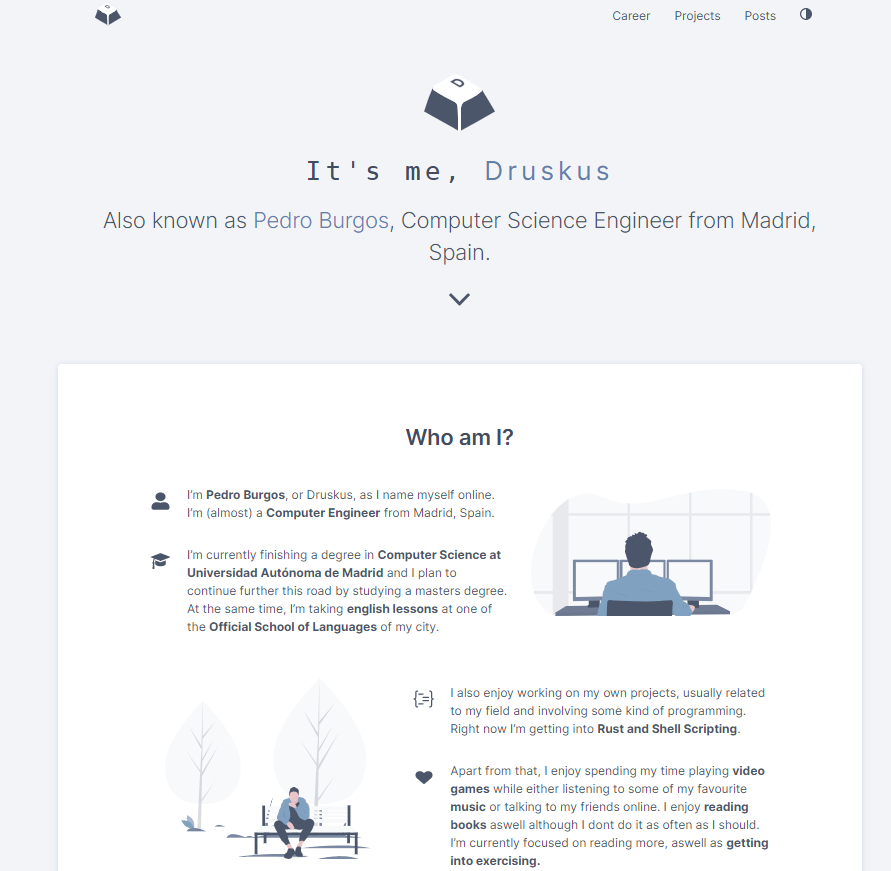 Career Projects Posts
D
It's me, Druskus
Also known as Pedro Burgos, Computer Science Engineer from Madrid,
Spain.
Who am I?
I'm Pedro Burgos, or Druskus, as I name myself online.
I'm (almost) a Computer Engineer from Madrid, Spain.
I'm currently finishing a degree in Computer Science at
Universidad Autónoma de Madrid and I plan to
continue further this road by studying a masters degree.
At the same time, I'm taking english lessons at one of
the Official School of Languages of my city.
I also enjoy working on my own projects, usually related
to my field and involving some kind of programming.
Right now I'm getting into Rust and Shell Scripting.
Apart from that, I enjoy spending my time playing video
games while either listening to some of my favourite
music or talking to my friends online. I enjoy reading
books aswell although I dont do it as often as I should.
I'm currently focused on reading more, aswell as getting
into exercising.